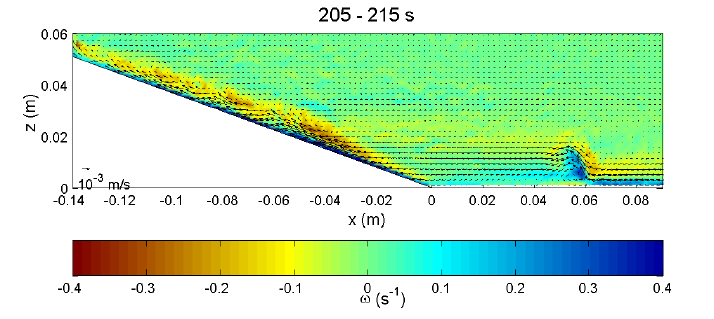 205 - 215 s
0.06
0.04
0.02
0
z (m)
10⁻³ m/s
-0.14 -0.12 -0.1 -0.08 -0.06 -0.04 -0.02 0 0.02 0.04 0.06 0.08
x (m)
-0.4 -0.3 -0.2 -0.1 0 0.1 0.2 0.3 0.4
ω (s⁻¹)